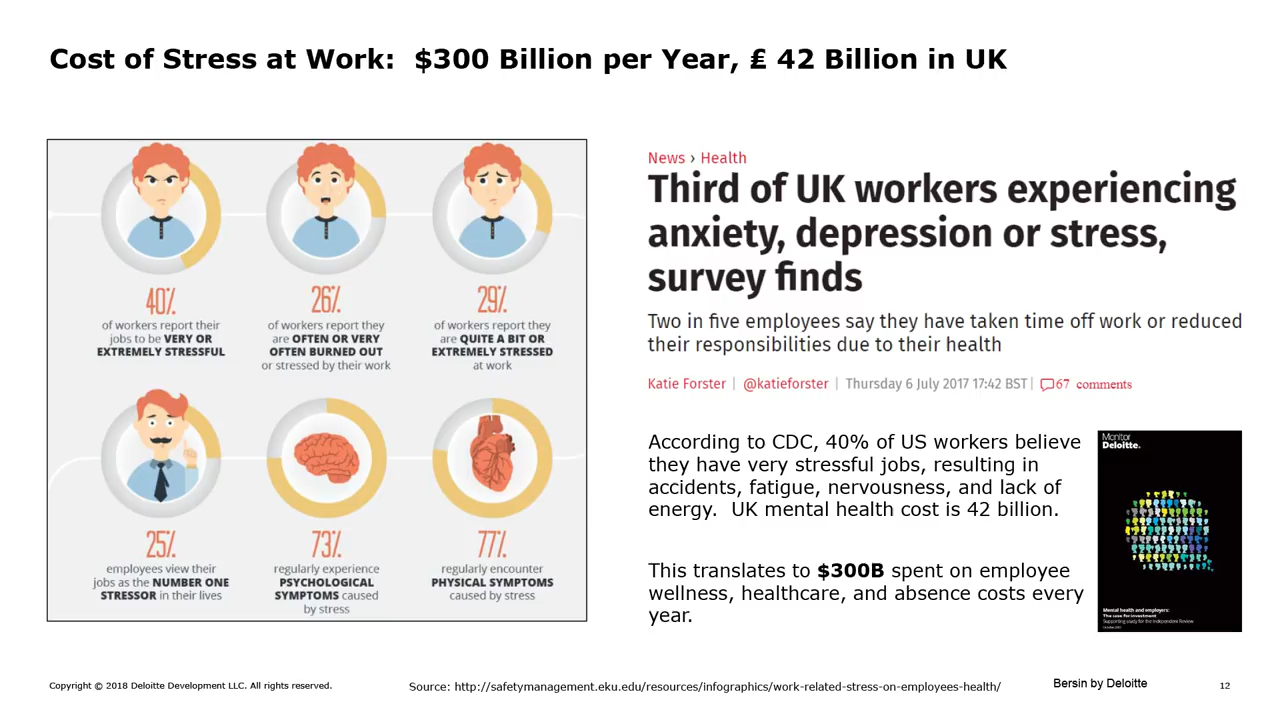 Cost of Stress at Work:  $300 Billion per Year, ₤ 42 Billion in UK
40%
of workers report their
jobs to be VERY OR
EXTREMELY STRESSFUL
26%
of workers report they
are OFTEN OR VERY
OFTEN BURNED OUT
or stressed by their work
29%
of workers report they
are QUITE A BIT OR
EXTREMELY STRESSED
at work
25%
employees view their
jobs as the NUMBER ONE
STRESSOR in their lives
73%
regularly experience
PSYCHOLOGICAL
SYMPTOMS caused
by stress
77%
regularly encounter
PHYSICAL SYMPTOMS
caused by stress
News › Health
Third of UK workers experiencing
anxiety, depression or stress,
survey finds
Two in five employees say they have taken time off work or reduced
their responsibilities due to their health
Katie Forster | @katieforster | Thursday 6 July 2017 17:42 BST | 67 comments
According to CDC, 40% of US workers believe
they have very stressful jobs, resulting in
accidents, fatigue, nervousness, and lack of
energy.  UK mental health cost is 42 billion.
This translates to $300B spent on employee
wellness, healthcare, and absence costs every
year.
Monitor
Deloitte.
Mental health and employers:
The case for investment
Supporting study for the Independent Review
Copyright © 2018 Deloitte Development LLC. All rights reserved.
Source: http://safetymanagement.eku.edu/resources/infographics/work-related-stress-on-employees-health/
Bersin by Deloitte
12